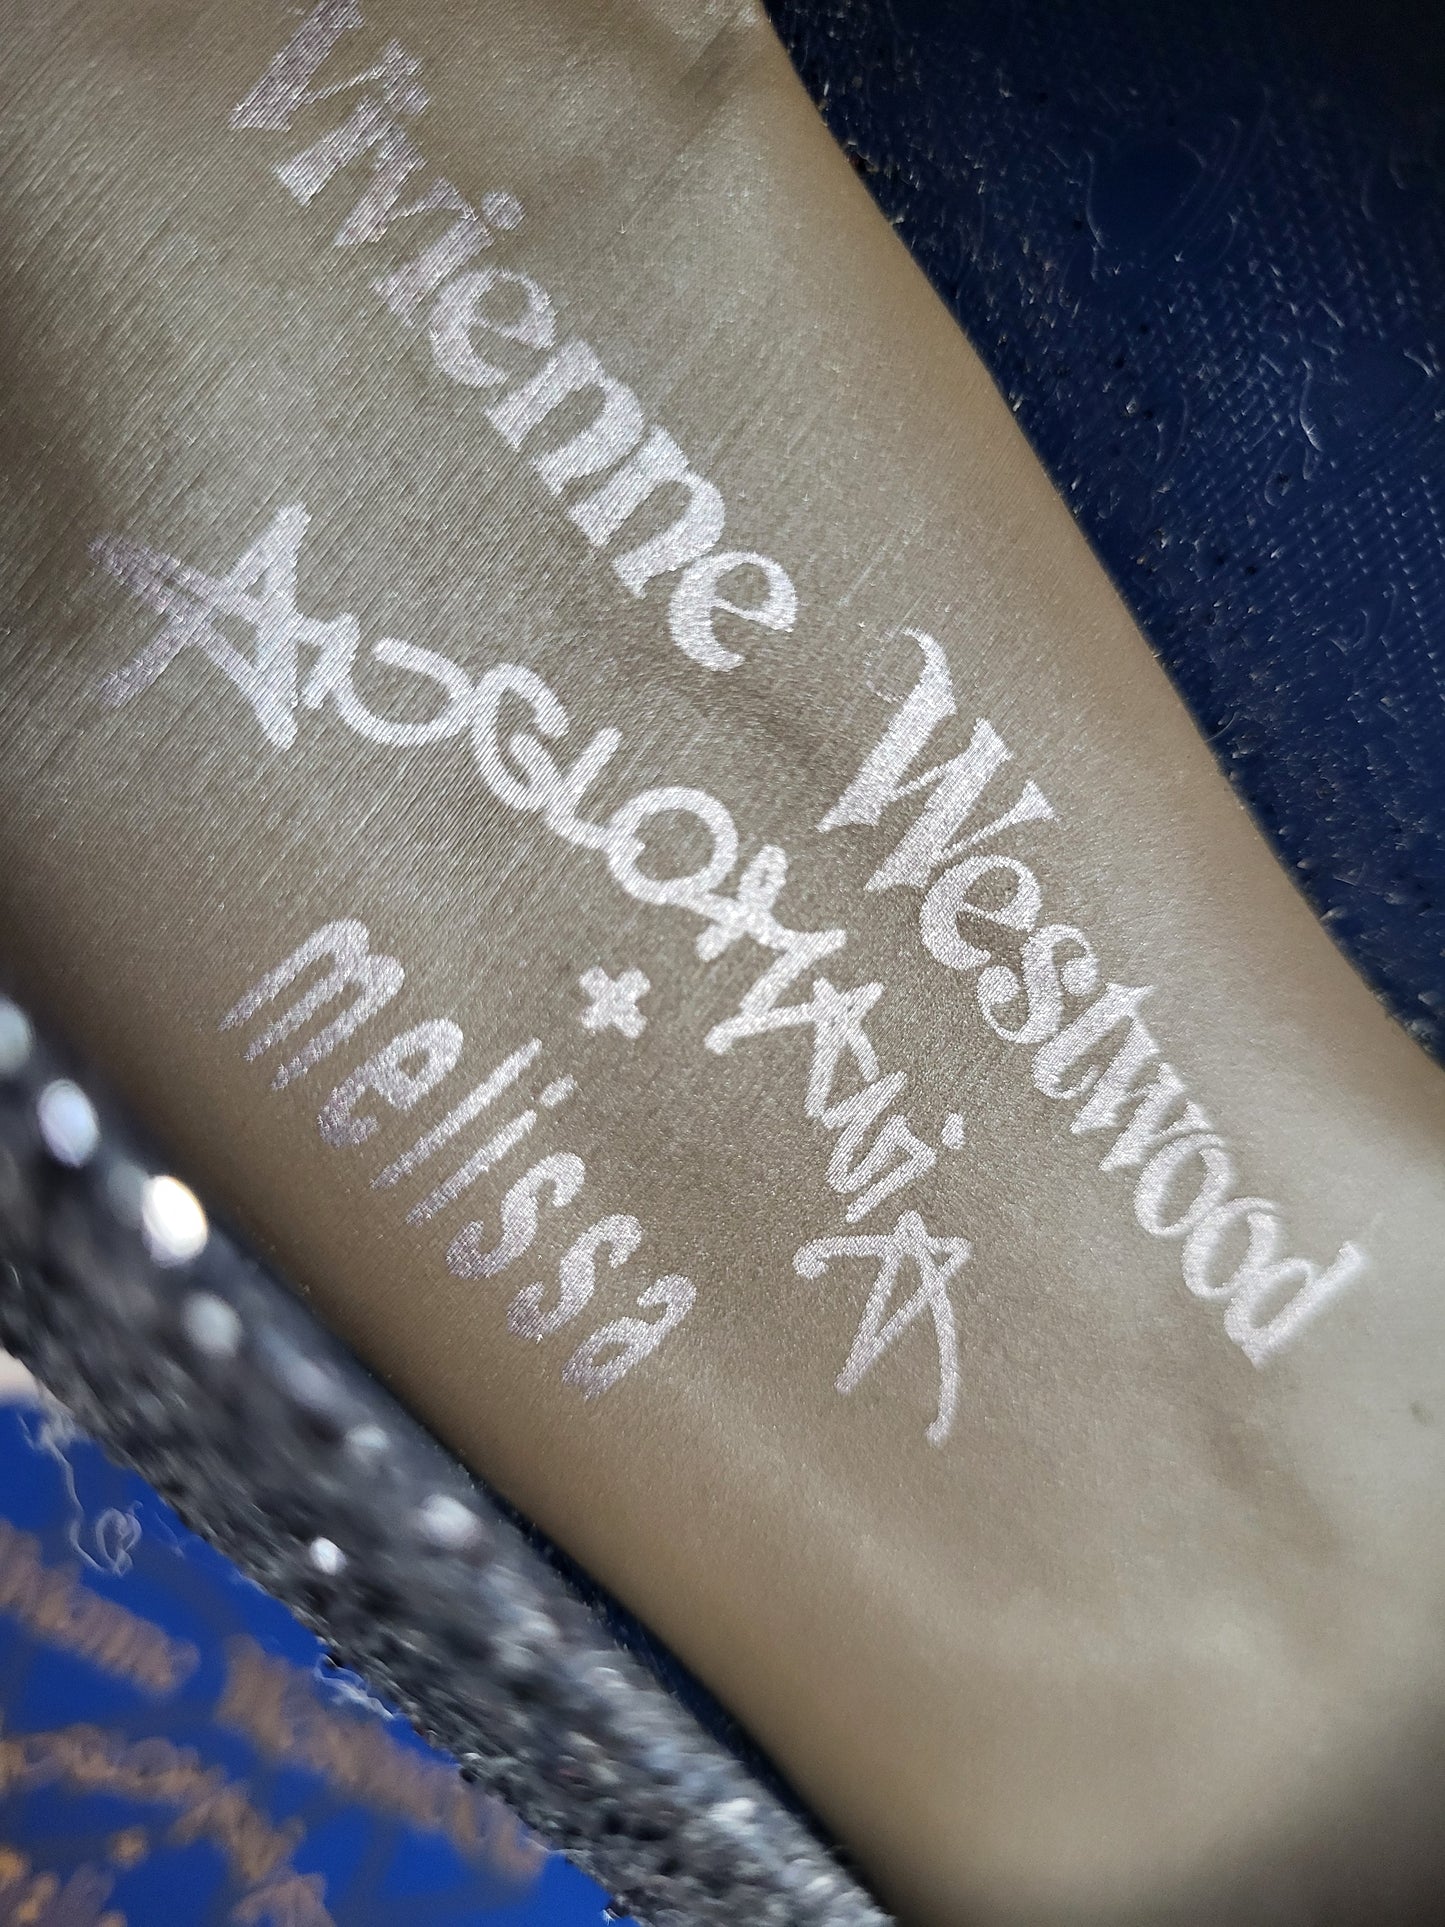 Vivienne Westwood
ANGLOMANIA
+ melissa